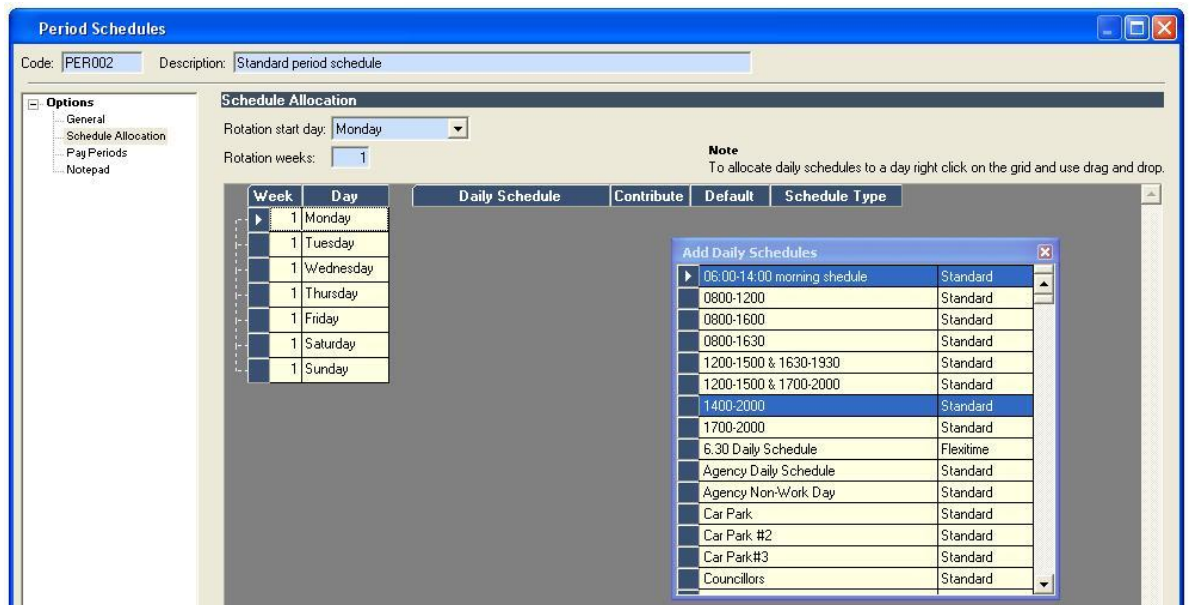 Period Schedules
Code: PER002 Description: Standard period schedule
Options
General
Schedule Allocation
Pay Periods
Notepad
Schedule Allocation
Rotation start day: Monday
Rotation weeks: 1
Note
To allocate daily schedules to a day right click on the grid and use drag and drop.
Week Day Daily Schedule Contribute Default Schedule Type
1 Monday
1 Tuesday
1 Wednesday
1 Thursday
1 Friday
1 Saturday
1 Sunday
Add Daily Schedules
06:00-14:00 morning shedule Standard
0800-1200 Standard
0800-1600 Standard
0800-1630 Standard
1200-1500 & 1630-1930 Standard
1200-1500 & 1700-2000 Standard
1400-2000 Standard
1700-2000 Standard
6.30 Daily Schedule Flexitime
Agency Daily Schedule Standard
Agency Non-Work Day Standard
Car Park Standard
Car Park #2 Standard
Car Park#3 Standard
Councillors Standard